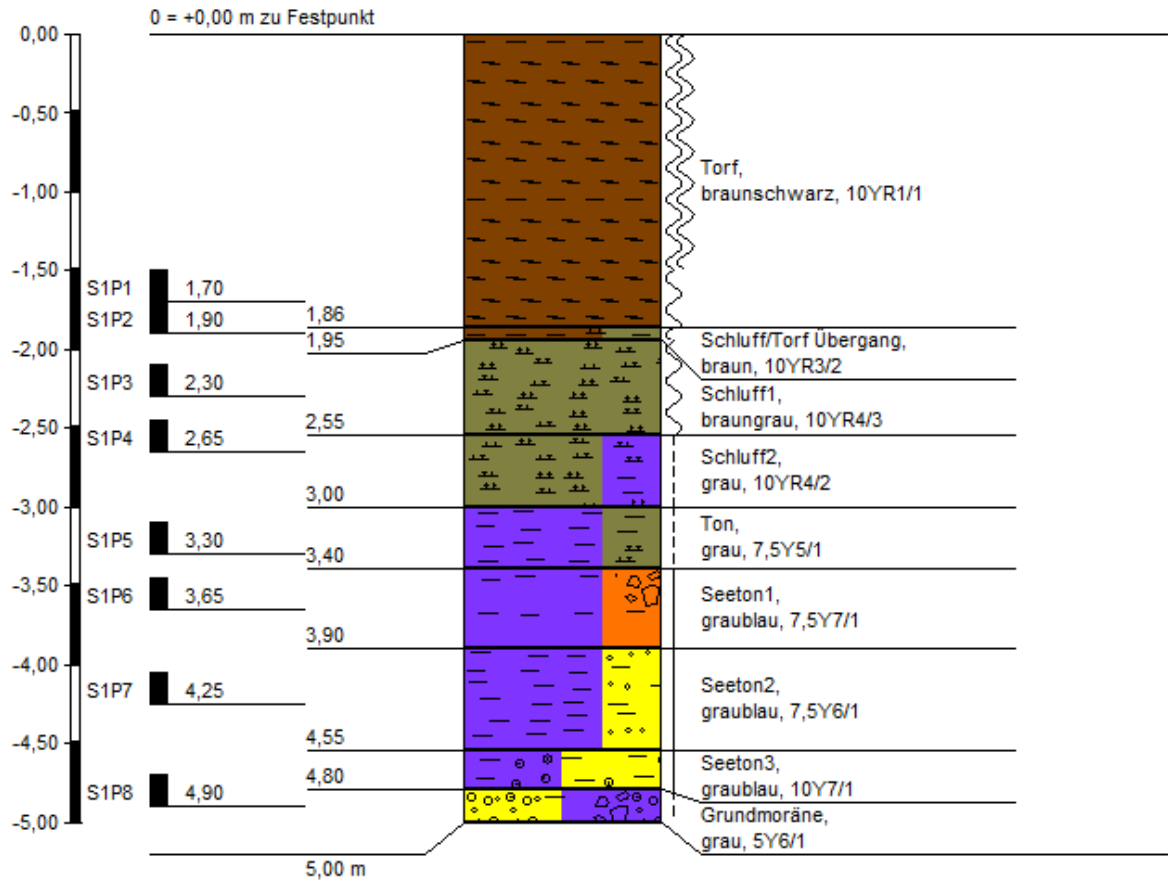 0 = +0,00 m zu Festpunkt
0,00
-0,50
-1,00
Torf,
braunschwarz, 10YR1/1
-1,50
S1P1 1,70
S1P2 1,90
1,86
1,95
-2,00
Schluff/Torf Übergang,
braun, 10YR3/2
S1P3 2,30
Schluff1,
braungrau, 10YR4/3
-2,50
2,55
S1P4 2,65
Schluff2,
grau, 10YR4/2
3,00
-3,00
Ton,
grau, 7,5Y5/1
S1P5 3,30
3,40
-3,50
S1P6 3,65
Seeton1,
graublau, 7,5Y7/1
3,90
-4,00
S1P7 4,25
Seeton2,
graublau, 7,5Y6/1
-4,50
4,55
Seeton3,
graublau, 10Y7/1
4,80
S1P8 4,90
Grundmoräne,
grau, 5Y6/1
-5,00
5,00 m